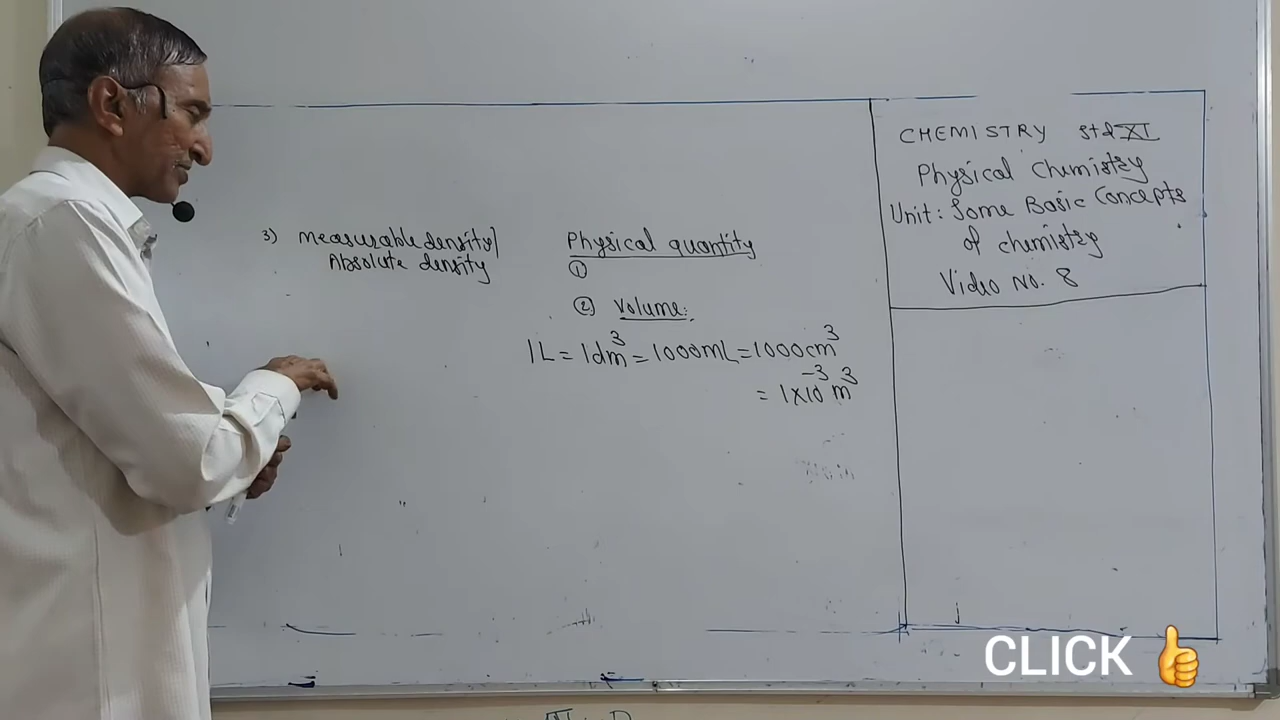 3) Measurable density/
Absolute density
Physical quantity
①
② Volume:
1L = 1dm³ = 1000mL = 1000cm³
= 1×10⁻³ m³
CHEMISTRY std XI
Physical Chemistry
Unit: Some Basic Concepts
of chemistry
Video No. 8
CLICK 👍